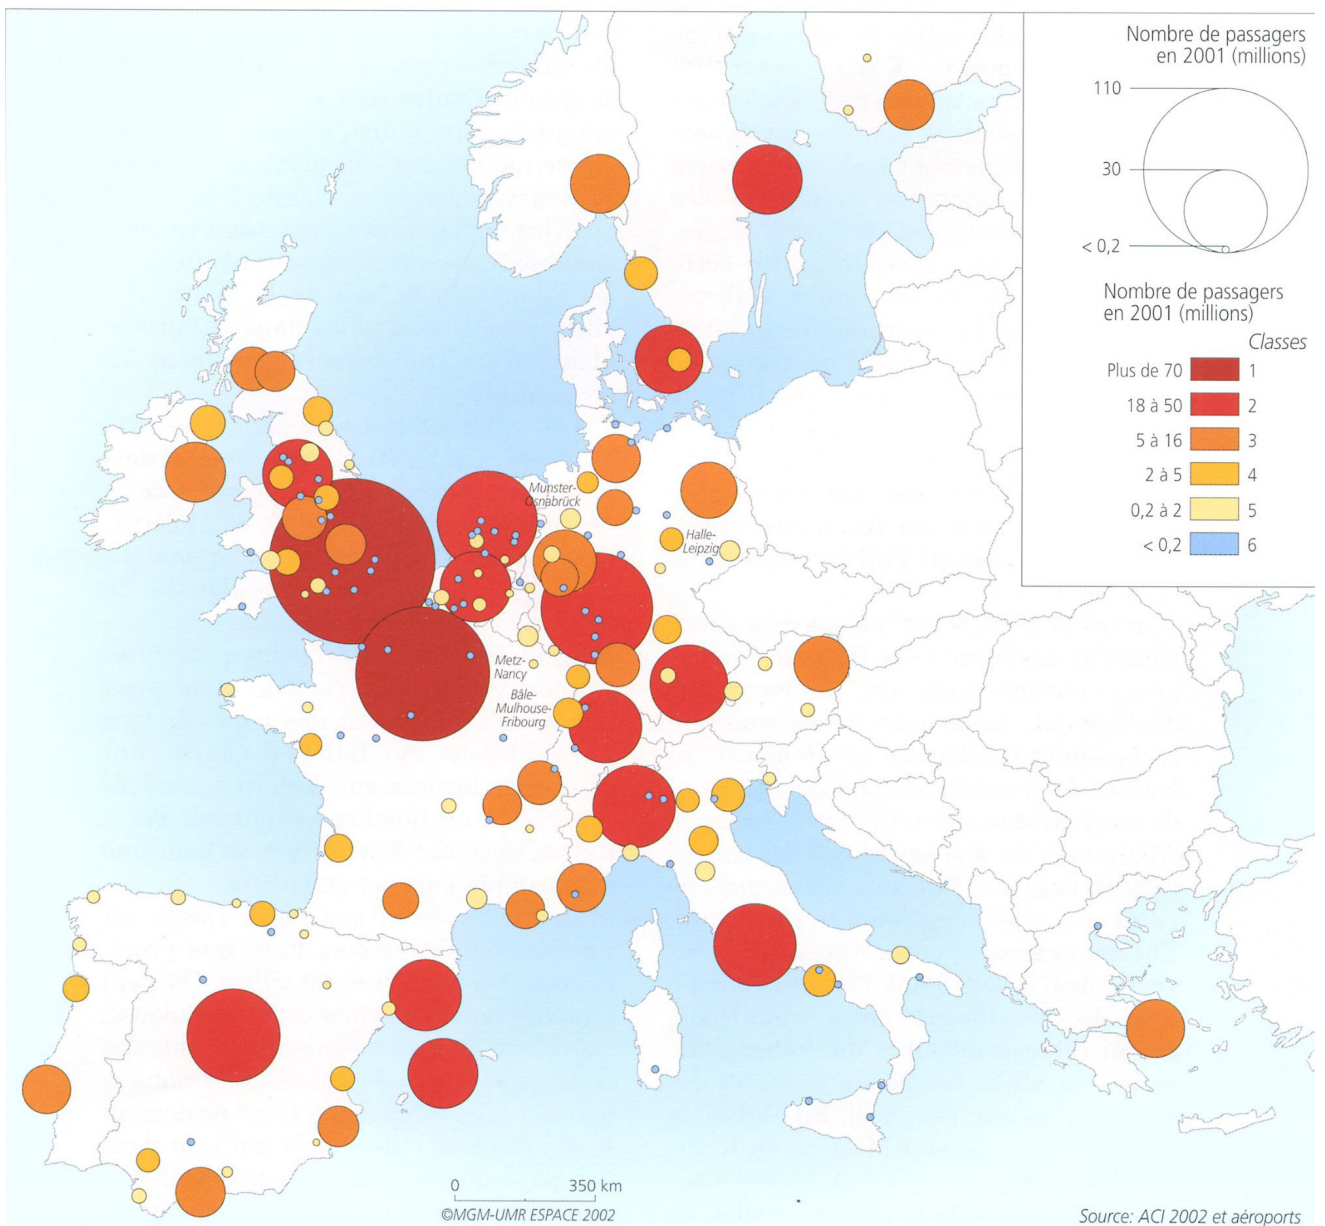 Nombre de passagers
en 2001 (millions)
110
30
< 0,2
Nombre de passagers
en 2001 (millions)
Classes
Plus de 70 1
18 à 50 2
5 à 16 3
2 à 5 4
0,2 à 2 5
< 0,2 6
Munster-
Osnabrück
Halle-
Leipzig
Metz-
Nancy
Bâle-
Mulhouse-
Fribourg
0 350 km
©MGM-UMR ESPACE 2002
Source: ACI 2002 et aéroports